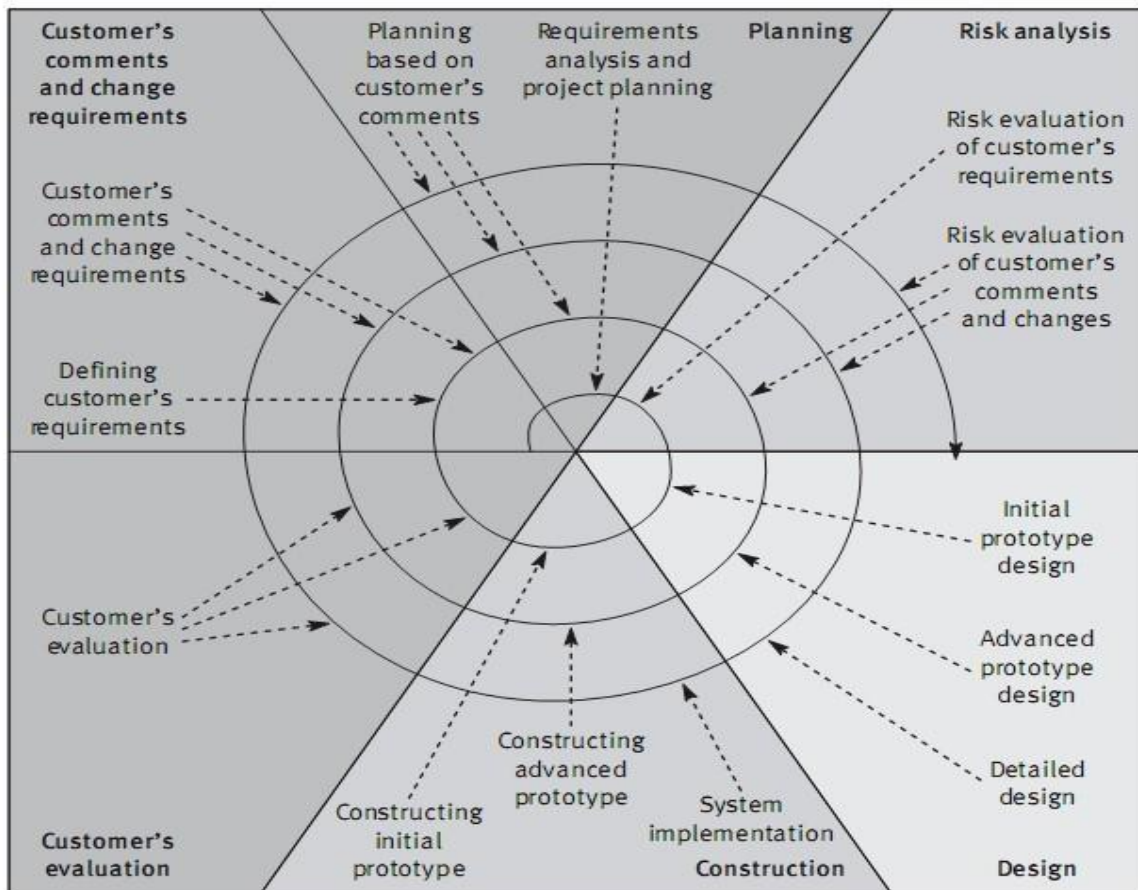 Customer's
comments
and change
requirements
Planning
based on
customer's
comments
Requirements
analysis and
project planning
Planning
Risk analysis
Risk evaluation
of customer's
requirements
Customer's
comments
and change
requirements
Risk evaluation
of customer's
comments
and changes
Defining
customer's
requirements
Initial
prototype
design
Customer's
evaluation
Advanced
prototype
design
Constructing
advanced
prototype
Detailed
design
Constructing
initial
prototype
System
implementation
Customer's
evaluation
Construction
Design